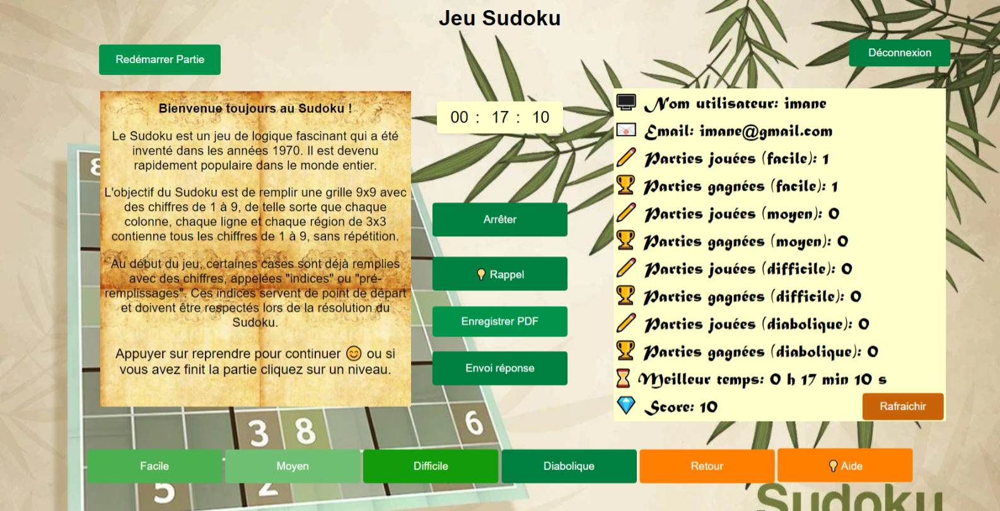 Jeu Sudoku
Redémarrer Partie
Déconnexion
Bienvenue toujours au Sudoku !
Le Sudoku est un jeu de logique fascinant qui a été
inventé dans les années 1970. Il est devenu
rapidement populaire dans le monde entier.
L'objectif du Sudoku est de remplir une grille 9x9 avec
des chiffres de 1 à 9, de telle sorte que chaque
colonne, chaque ligne et chaque région de 3x3
contienne tous les chiffres de 1 à 9, sans répétition.
Au début du jeu, certaines cases sont déjà remplies
avec des chiffres, appelées "indices" ou "pré-
remplissages". Ces indices servent de point de départ
et doivent être respectés lors de la résolution du
Sudoku.
Appuyer sur reprendre pour continuer 😊 ou si
vous avez finit la partie cliquez sur un niveau.
00 : 17 : 10
Arrêter
Rappel
Enregistrer PDF
Envoi réponse
Nom utilisateur: imane
Email: imane@gmail.com
Parties jouées (facile): 1
Parties gagnées (facile): 1
Parties jouées (moyen): 0
Parties gagnées (moyen): 0
Parties jouées (difficile): 0
Parties gagnées (difficile): 0
Parties jouées (diabolique): 0
Parties gagnées (diabolique): 0
Meilleur temps: 0 h 17 min 10 s
Score: 10
Rafraichir
8
3 8 6
Facile
Moyen
Difficile
Diabolique
Retour
Aide
5 2
Sudoku